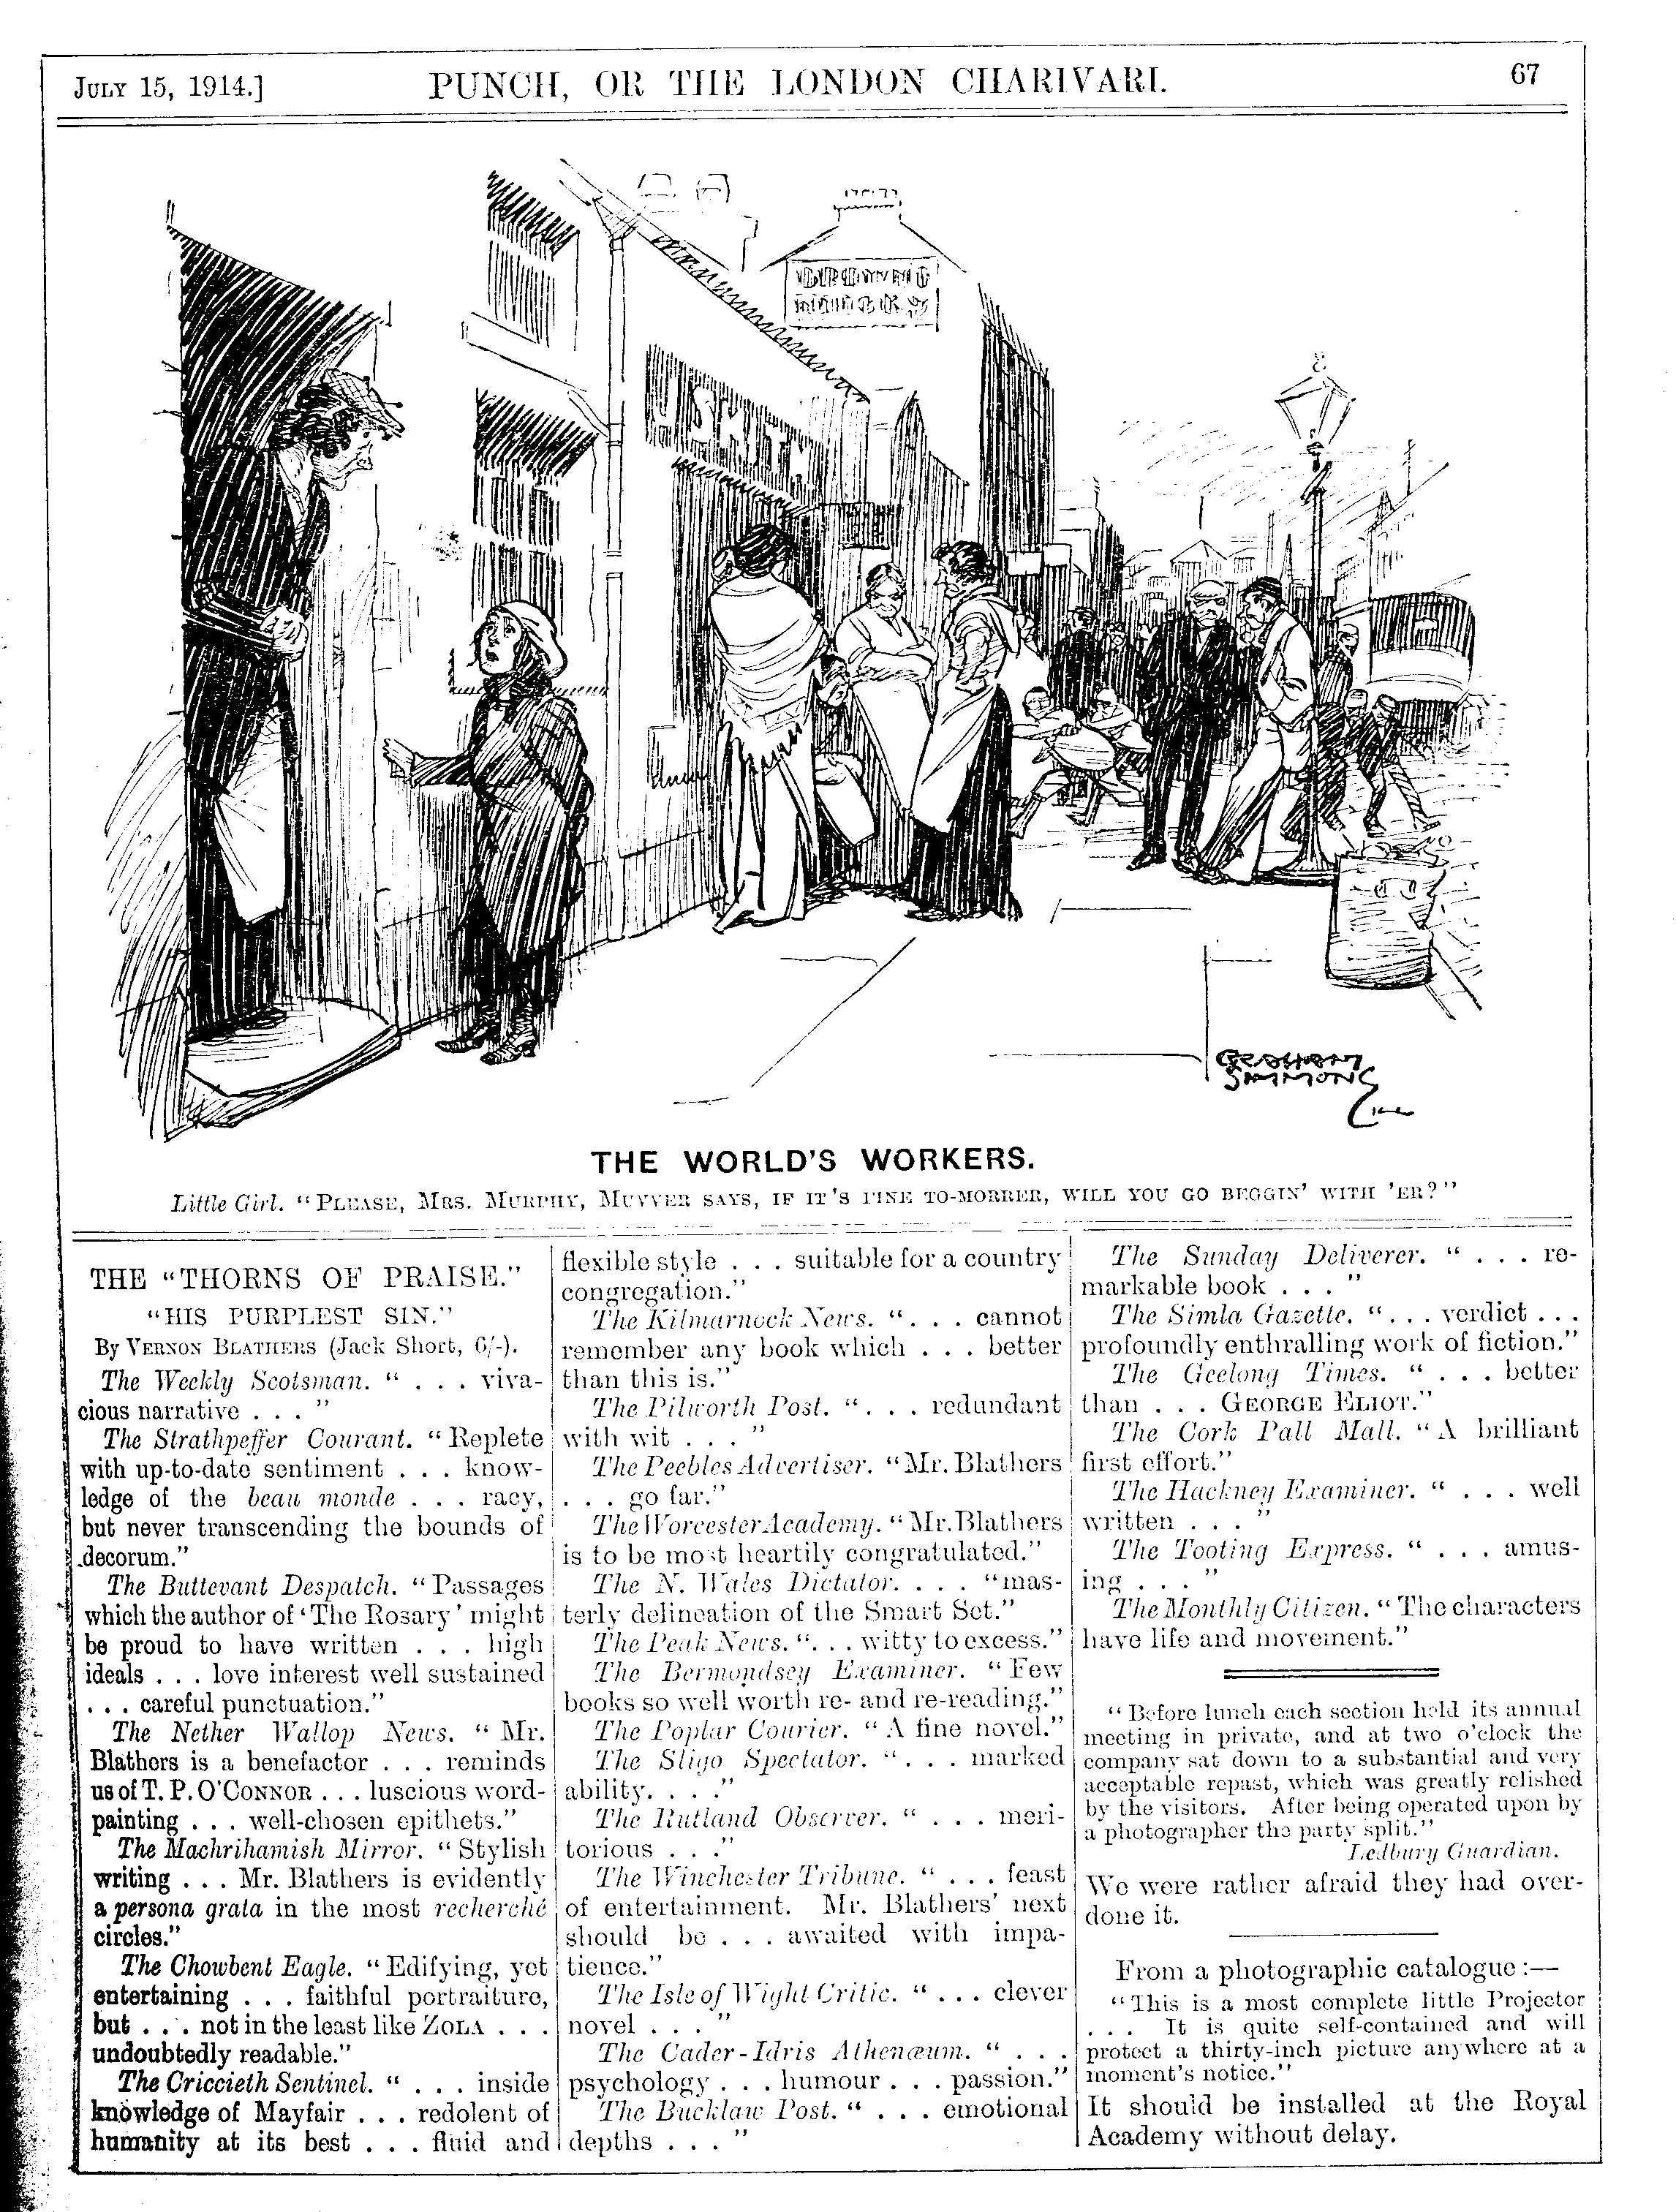 JULY 15, 1914.]
PUNCH, OR THE LONDON CHARIVARI.
67
GRAHAM
SIMMONS
THE WORLD'S WORKERS.
Little Girl. "PLEASE, MRS. MURPHY, MUVVER SAYS, IF IT'S FINE TO-MORRER, WILL YOU GO BEGGIN' WITH 'ER?"
THE "THORNS OF PRAISE."
"HIS PURPLEST SIN."
By VERNON BLATHERS (Jack Short, 6/-).
The Weekly Scotsman. " . . . viva-
cious narrative . . . "
The Strathpeffer Courant. "Replete
with up-to-date sentiment . . . know-
ledge of the beau monde . . . racy,
but never transcending the bounds of
decorum."
The Buttevant Despatch. "Passages
which the author of 'The Rosary' might
be proud to have written . . . high
ideals . . . love interest well sustained
. . . careful punctuation."
The Nether Wallop News. "Mr.
Blathers is a benefactor . . . reminds
us of T. P. O'CONNOR . . . luscious word-
painting . . . well-chosen epithets."
The Machrihamish Mirror. "Stylish
writing . . . Mr. Blathers is evidently
a persona grata in the most recherché
circles."
The Chowbent Eagle. "Edifying, yet
entertaining . . . faithful portraiture,
but . . . not in the least like ZOLA . . .
undoubtedly readable."
The Criccieth Sentinel. " . . . inside
knowledge of Mayfair . . . redolent of
humanity at its best . . . fluid and
flexible style . . . suitable for a country
congregation."
The Kilmarnock News. ". . . cannot
remember any book which . . . better
than this is."
The Pilworth Post. ". . . redundant
with wit . . . "
The Peebles Advertiser. "Mr. Blathers
. . . go far."
The Worcester Academy. "Mr. Blathers
is to be most heartily congratulated."
The N. Wales Dictator. . . . "mas-
terly delineation of the Smart Set."
The Peak News. ". . . witty to excess."
The Bermondsey Examiner. "Few
books so well worth re- and re-reading."
The Poplar Courier. "A fine novel."
The Sligo Spectator. ". . . marked
ability. . . ."
The Rutland Observer. " . . . meri-
torious . . ."
The Winchester Tribune. " . . . feast
of entertainment. Mr. Blathers' next
should be . . . awaited with impa-
tience."
The Isle of Wight Critic. " . . . clever
novel . . . "
The Cader-Idris Athenæum. " . . .
psychology . . . humour . . . passion."
The Bucklaw Post. " . . . emotional
depths . . . "
The Sunday Deliverer. " . . . re-
markable book . . . "
The Simla Gazette. ". . . verdict . . .
profoundly enthralling work of fiction."
The Geelong Times. " . . . better
than . . . GEORGE ELIOT."
The Cork Pall Mall. "A brilliant
first effort."
The Hackney Examiner. " . . . well
written . . . "
The Tooting Express. " . . . amus-
ing . . . "
The Monthly Citizen. "The characters
have life and movement."
"Before lunch each section held its annual
meeting in private, and at two o'clock the
company sat down to a substantial and very
acceptable repast, which was greatly relished
by the visitors. After being operated upon by
a photographer the party split."
Ledbury Guardian.
We were rather afraid they had over-
done it.
From a photographic catalogue:—
"This is a most complete little Projector
. . . It is quite self-contained and will
protect a thirty-inch picture anywhere at a
moment's notice."
It should be installed at the Royal
Academy without delay.